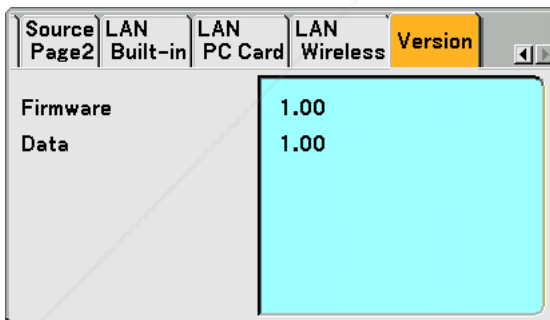 Source Page2
LAN Built-in
LAN PC Card
LAN Wireless
Version
Firmware 1.00
Data 1.00